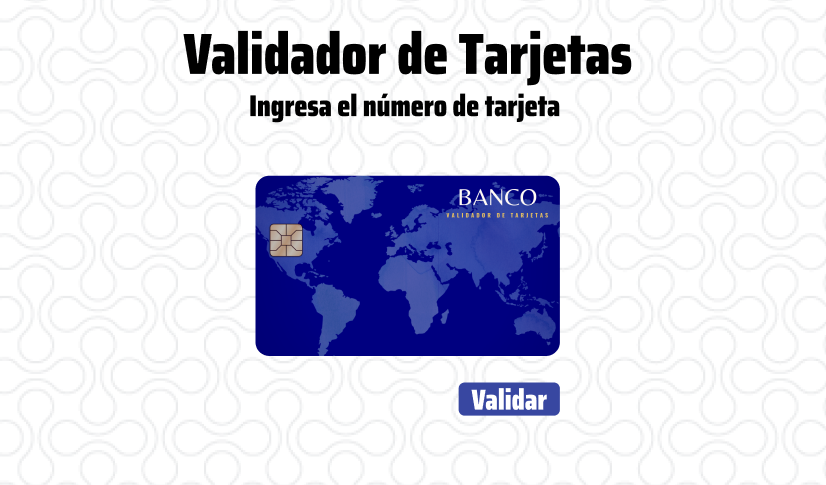 Validador de Tarjetas
Ingresa el número de tarjeta
BANCO
VALIDADOR DE TARJETAS
Validar